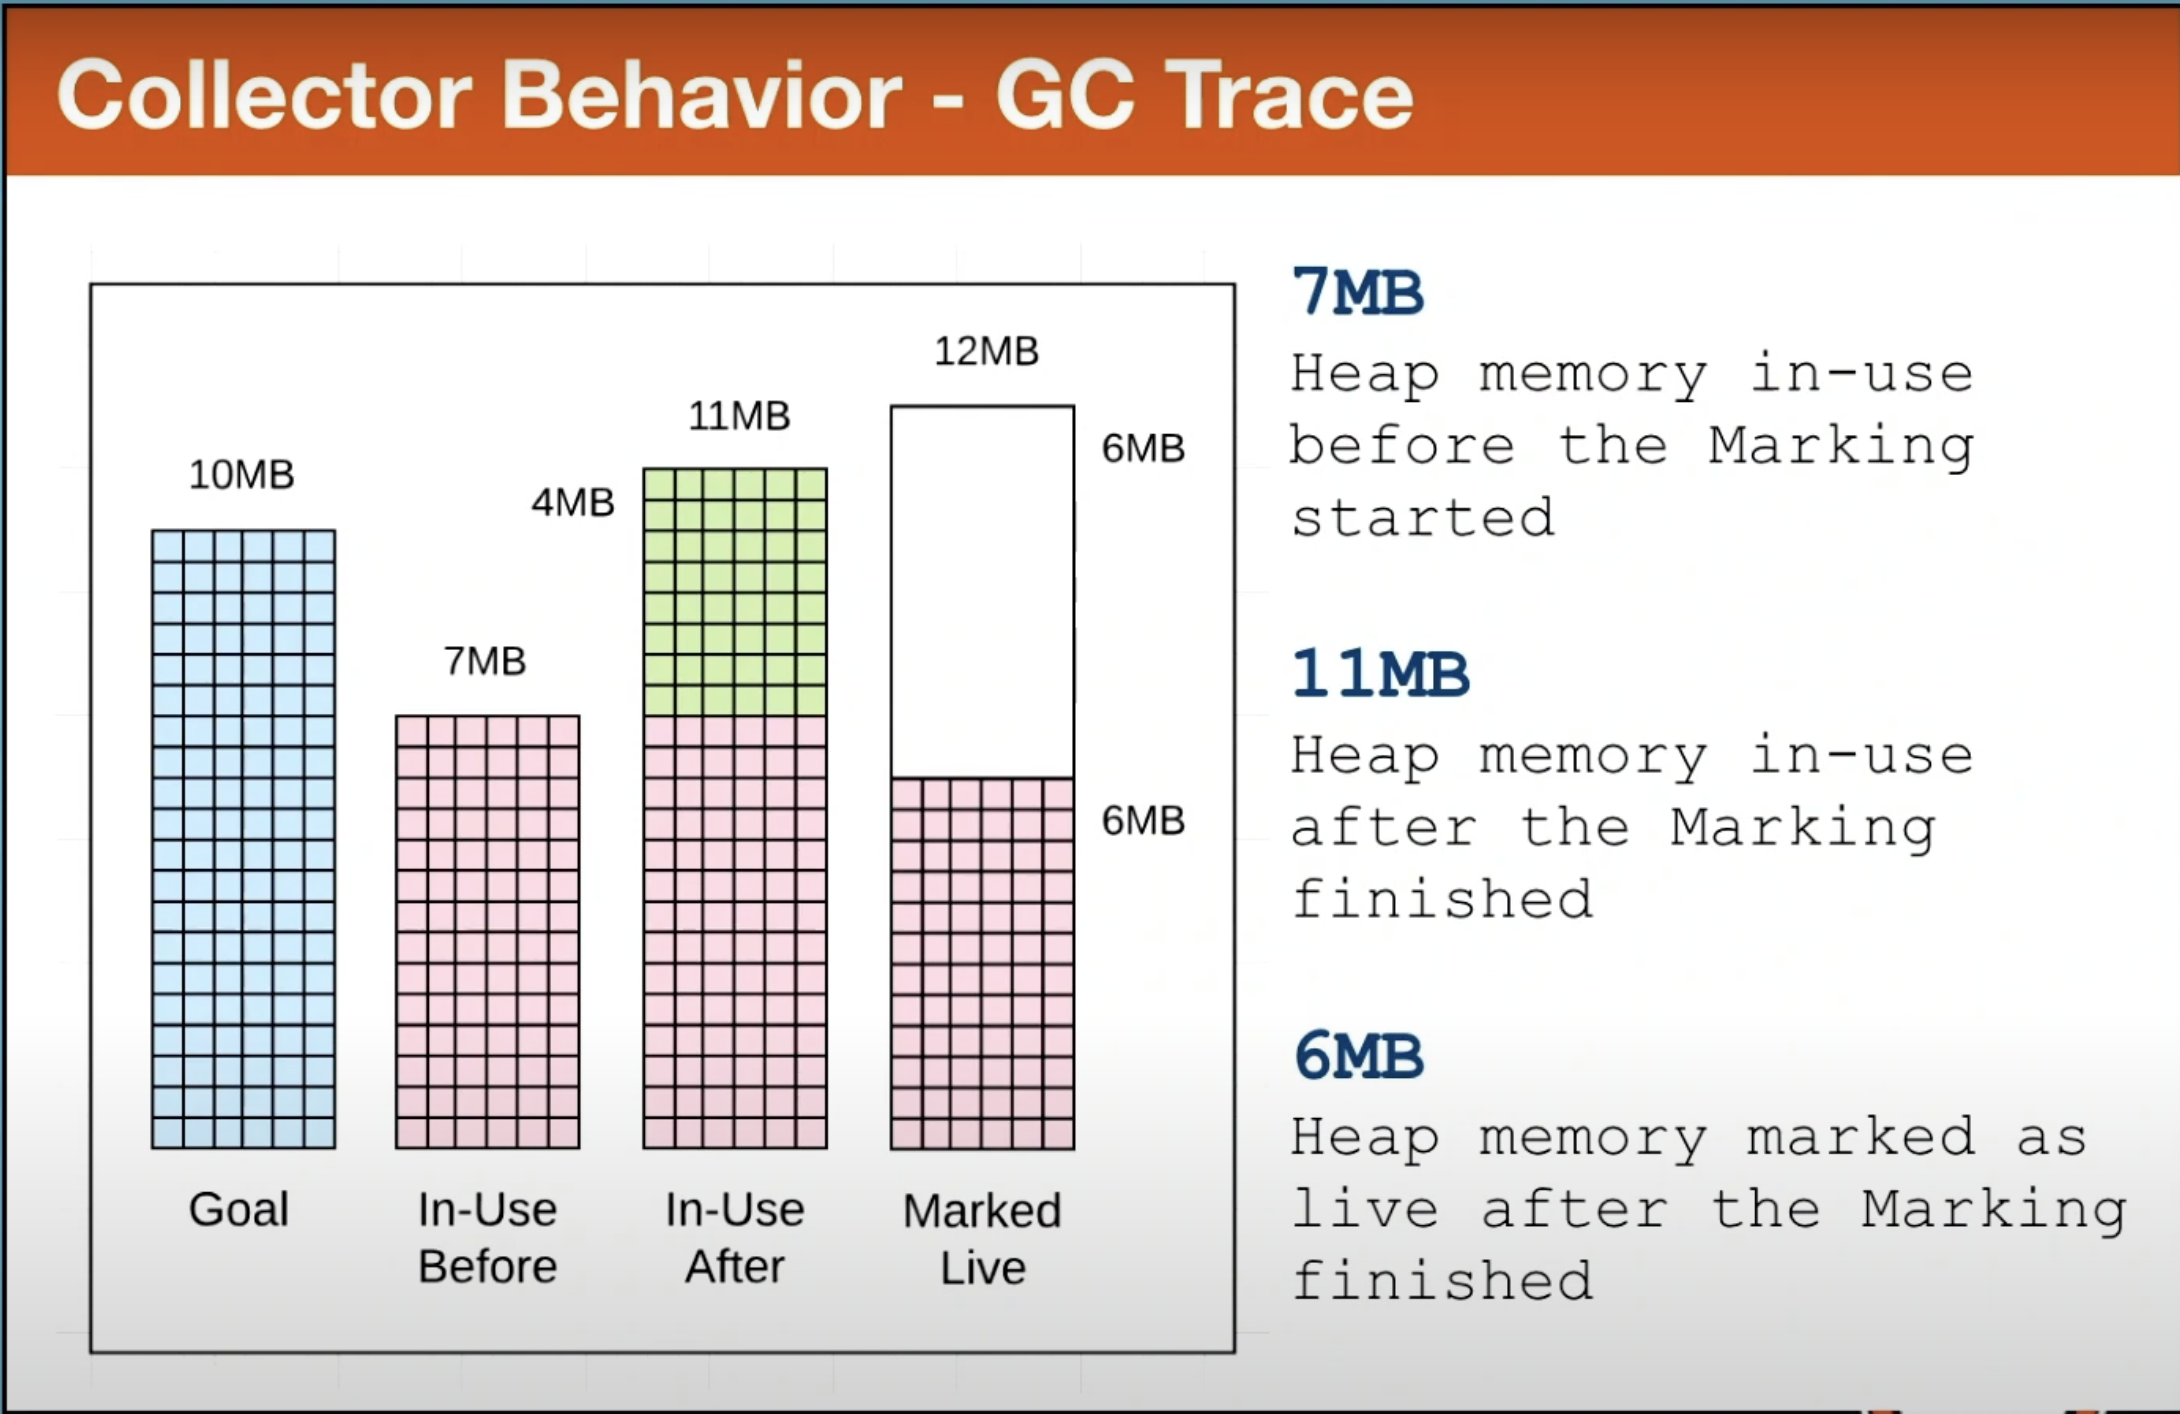 Collector Behavior - GC Trace
12MB
11MB
6MB
10MB
4MB
7MB
6MB
Goal
In-Use
Before
In-Use
After
Marked
Live
7MB
Heap memory in-use
before the Marking
started
11MB
Heap memory in-use
after the Marking
finished
6MB
Heap memory marked as
live after the Marking
finished